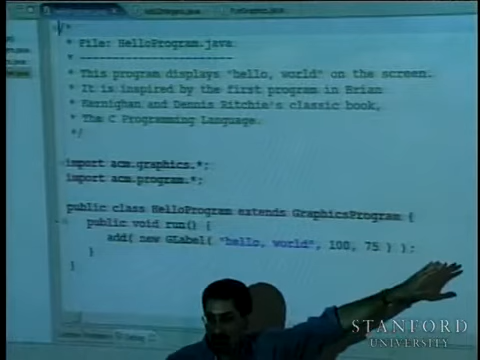 /*
* File: HelloProgram.java
* -----------------------
* This program displays "hello, world" on the screen.
* It is inspired by the first program in Brian
* Kernighan and Dennis Ritchie's classic book,
* The C Programming Language.
*/
import acm.graphics.*;
import acm.program.*;
public class HelloProgram extends GraphicsProgram {
public void run() {
add( new GLabel( "hello, world", 100, 75 ) );
}
}
STANFORD
UNIVERSITY